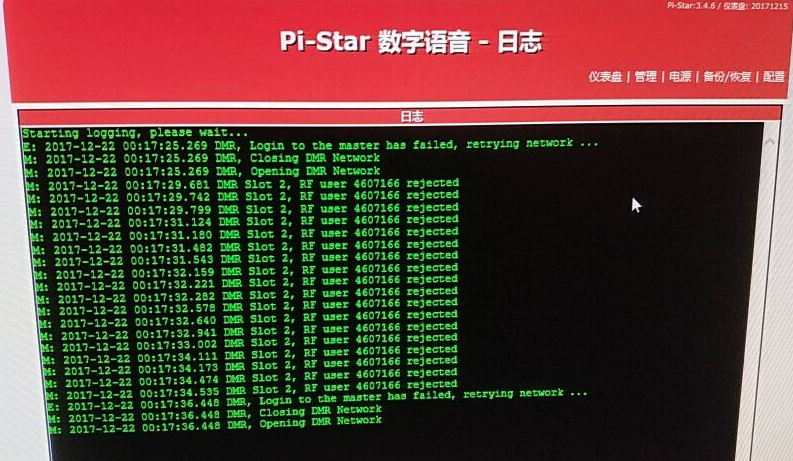 Pi-Star:3.4.6 / 仪表盘: 20171215
Pi-Star 数字语音 - 日志
仪表盘 | 管理 | 电源 | 备份/恢复 | 配置
日志
Starting logging, please wait...
E: 2017-12-22 00:17:25.269 DMR, Login to the master has failed, retrying network ...
M: 2017-12-22 00:17:25.269 DMR, Closing DMR Network
M: 2017-12-22 00:17:25.269 DMR, Opening DMR Network
M: 2017-12-22 00:17:29.681 DMR Slot 2, RF user 4607166 rejected
M: 2017-12-22 00:17:29.742 DMR Slot 2, RF user 4607166 rejected
M: 2017-12-22 00:17:29.799 DMR Slot 2, RF user 4607166 rejected
M: 2017-12-22 00:17:31.124 DMR Slot 2, RF user 4607166 rejected
M: 2017-12-22 00:17:31.180 DMR Slot 2, RF user 4607166 rejected
M: 2017-12-22 00:17:31.482 DMR Slot 2, RF user 4607166 rejected
M: 2017-12-22 00:17:31.543 DMR Slot 2, RF user 4607166 rejected
M: 2017-12-22 00:17:32.159 DMR Slot 2, RF user 4607166 rejected
M: 2017-12-22 00:17:32.221 DMR Slot 2, RF user 4607166 rejected
M: 2017-12-22 00:17:32.282 DMR Slot 2, RF user 4607166 rejected
M: 2017-12-22 00:17:32.578 DMR Slot 2, RF user 4607166 rejected
M: 2017-12-22 00:17:32.640 DMR Slot 2, RF user 4607166 rejected
M: 2017-12-22 00:17:32.941 DMR Slot 2, RF user 4607166 rejected
M: 2017-12-22 00:17:33.002 DMR Slot 2, RF user 4607166 rejected
M: 2017-12-22 00:17:34.111 DMR Slot 2, RF user 4607166 rejected
M: 2017-12-22 00:17:34.173 DMR Slot 2, RF user 4607166 rejected
M: 2017-12-22 00:17:34.474 DMR Slot 2, RF user 4607166 rejected
M: 2017-12-22 00:17:34.535 DMR Slot 2, RF user 4607166 rejected
E: 2017-12-22 00:17:36.448 DMR, Login to the master has failed, retrying network ...
M: 2017-12-22 00:17:36.448 DMR, Closing DMR Network
M: 2017-12-22 00:17:36.448 DMR, Opening DMR Network